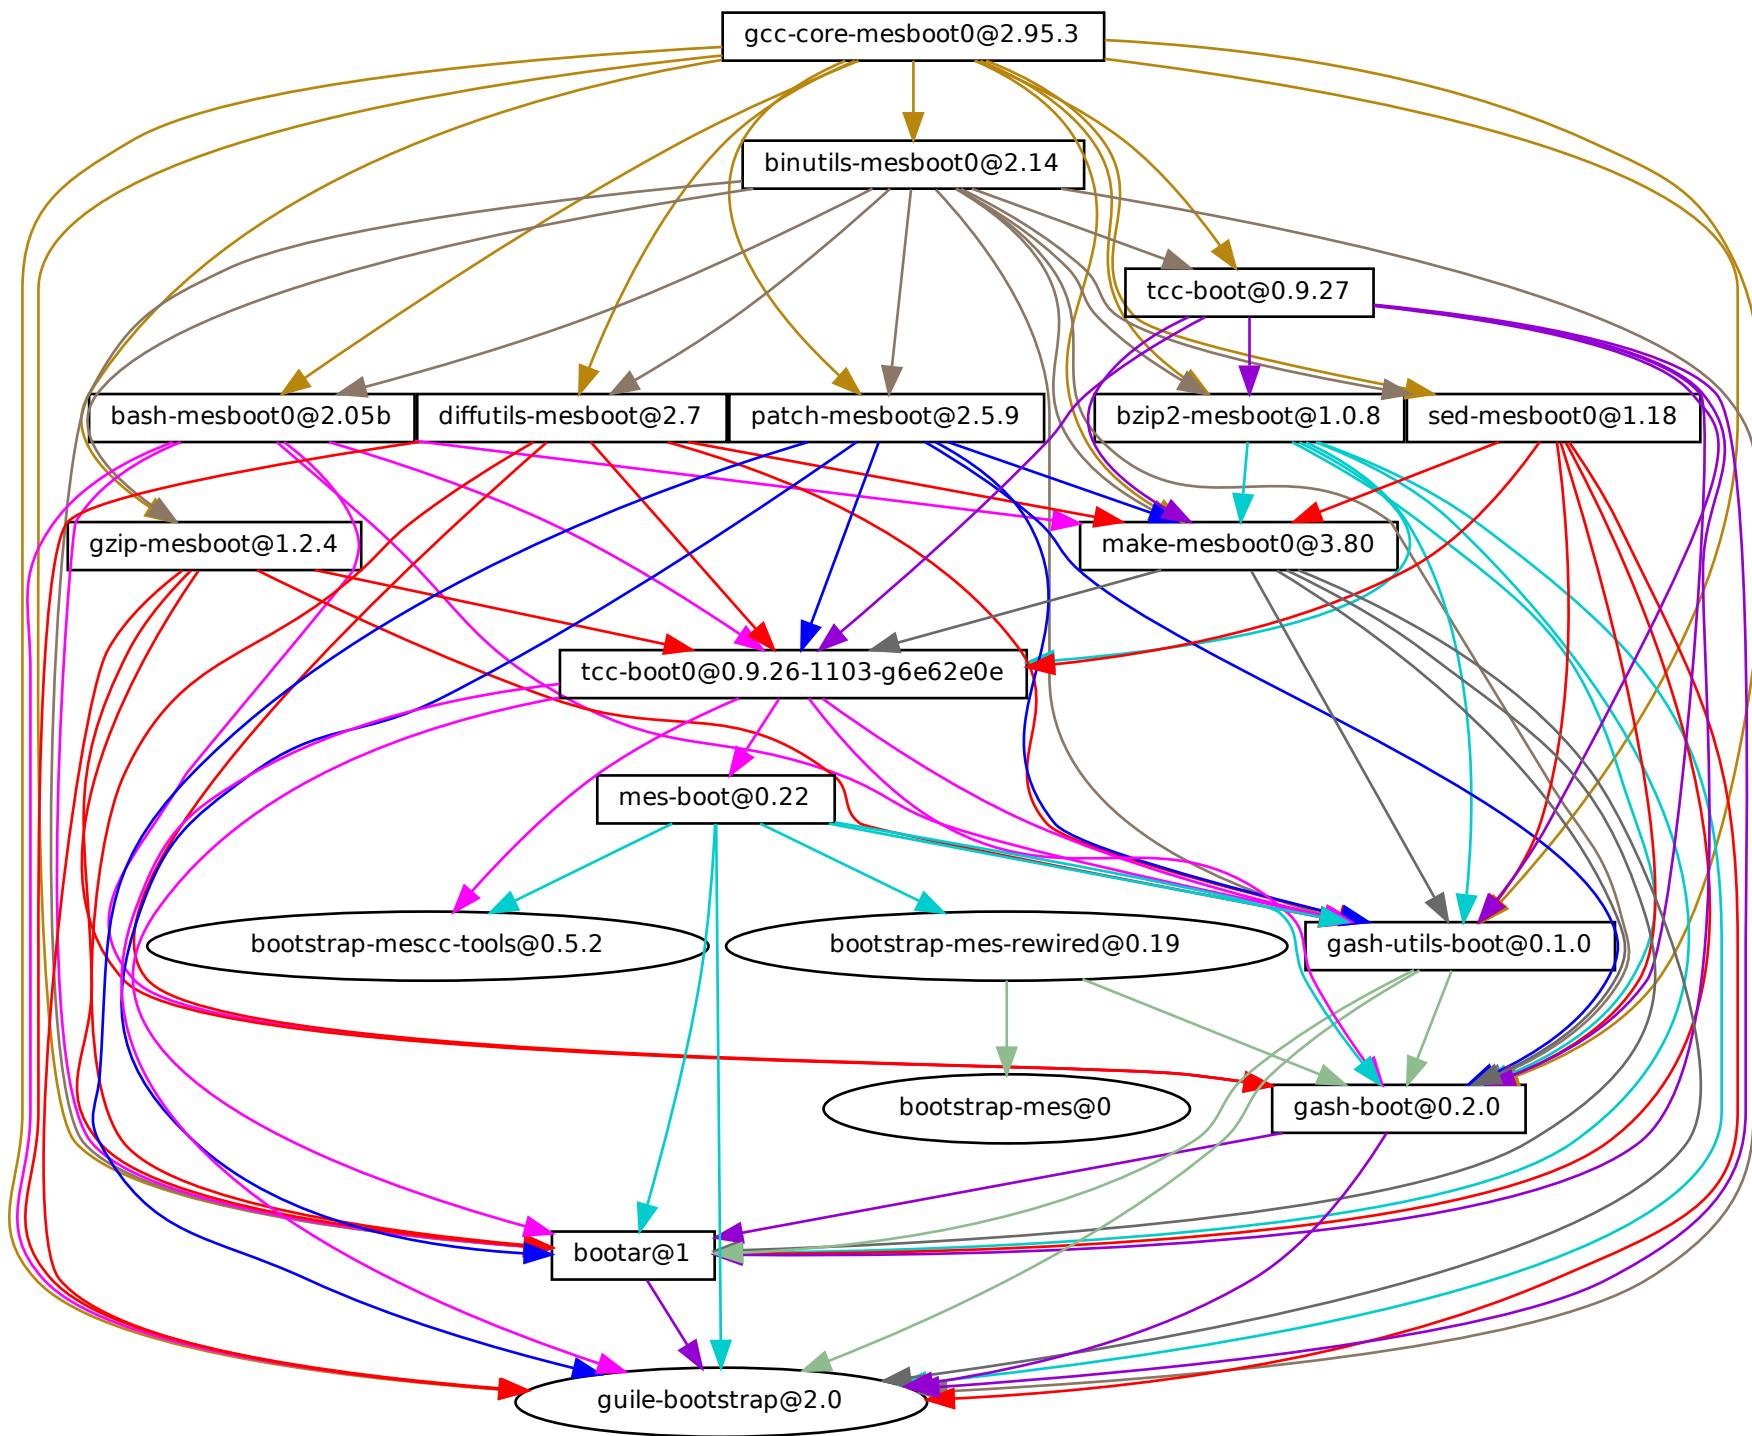 gcc-core-mesboot0@2.95.3
binutils-mesboot0@2.14
tcc-boot@0.9.27
bash-mesboot0@2.05b
diffutils-mesboot@2.7
patch-mesboot@2.5.9
bzip2-mesboot@1.0.8
sed-mesboot0@1.18
gzip-mesboot@1.2.4
make-mesboot0@3.80
tcc-boot0@0.9.26-1103-g6e62e0e
mes-boot@0.22
bootstrap-mescc-tools@0.5.2
bootstrap-mes-rewired@0.19
gash-utils-boot@0.1.0
bootstrap-mes@0
gash-boot@0.2.0
bootar@1
guile-bootstrap@2.0